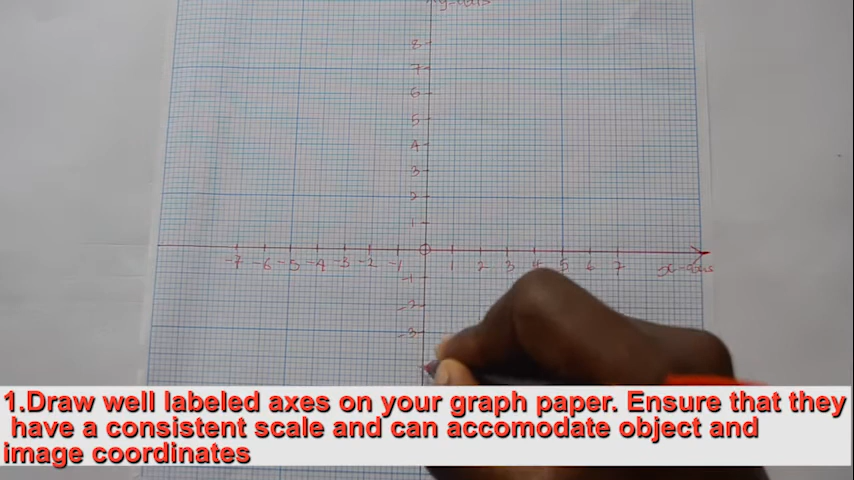 y-axis
8
7
6
5
4
3
2
1
-7 -6 -5 -4 -3 -2 -1 1 2 3 4 5 6 7 x-axis
-1
-2
-3
1.Draw well labeled axes on your graph paper. Ensure that they
have a consistent scale and can accomodate object and
image coordinates